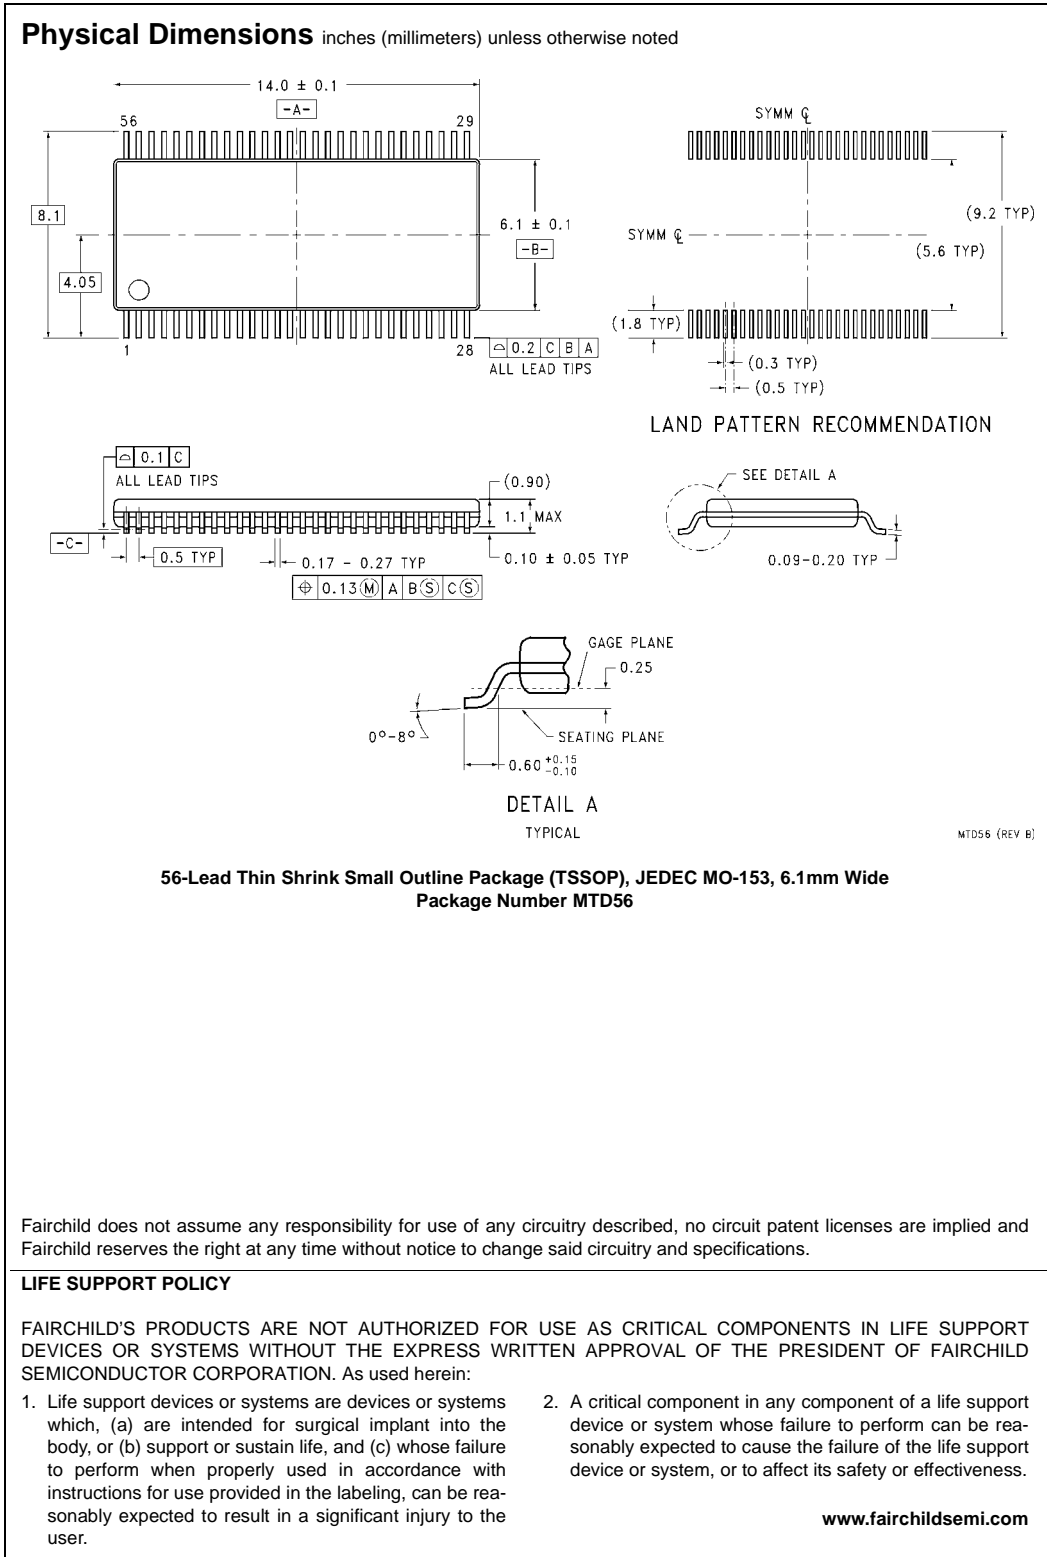 Physical Dimensions inches (millimeters) unless otherwise noted
14.0 ± 0.1
-A-
56
29
8.1
4.05
6.1 ± 0.1
-B-
1
28
⌓ 0.2 C B A
ALL LEAD TIPS
SYMM ℄
SYMM ℄
(9.2 TYP)
(5.6 TYP)
(1.8 TYP)
(0.3 TYP)
(0.5 TYP)
LAND PATTERN RECOMMENDATION
⌓ 0.1 C
ALL LEAD TIPS
(0.90)
1.1 MAX
-C-
0.5 TYP
0.17 – 0.27 TYP
0.10 ± 0.05 TYP
⌖ 0.13 Ⓜ A B Ⓢ C Ⓢ
SEE DETAIL A
0.09–0.20 TYP
GAGE PLANE
0.25
0°–8°
SEATING PLANE
0.60 +0.15 -0.10
DETAIL A
TYPICAL
MTD56 (REV B)
56-Lead Thin Shrink Small Outline Package (TSSOP), JEDEC MO-153, 6.1mm Wide
Package Number MTD56
Fairchild does not assume any responsibility for use of any circuitry described, no circuit patent licenses are implied and
Fairchild reserves the right at any time without notice to change said circuitry and specifications.
LIFE SUPPORT POLICY
FAIRCHILD'S PRODUCTS ARE NOT AUTHORIZED FOR USE AS CRITICAL COMPONENTS IN LIFE SUPPORT
DEVICES OR SYSTEMS WITHOUT THE EXPRESS WRITTEN APPROVAL OF THE PRESIDENT OF FAIRCHILD
SEMICONDUCTOR CORPORATION. As used herein:
1. Life support devices or systems are devices or systems
which, (a) are intended for surgical implant into the
body, or (b) support or sustain life, and (c) whose failure
to perform when properly used in accordance with
instructions for use provided in the labeling, can be rea-
sonably expected to result in a significant injury to the
user.
2. A critical component in any component of a life support
device or system whose failure to perform can be rea-
sonably expected to cause the failure of the life support
device or system, or to affect its safety or effectiveness.
www.fairchildsemi.com